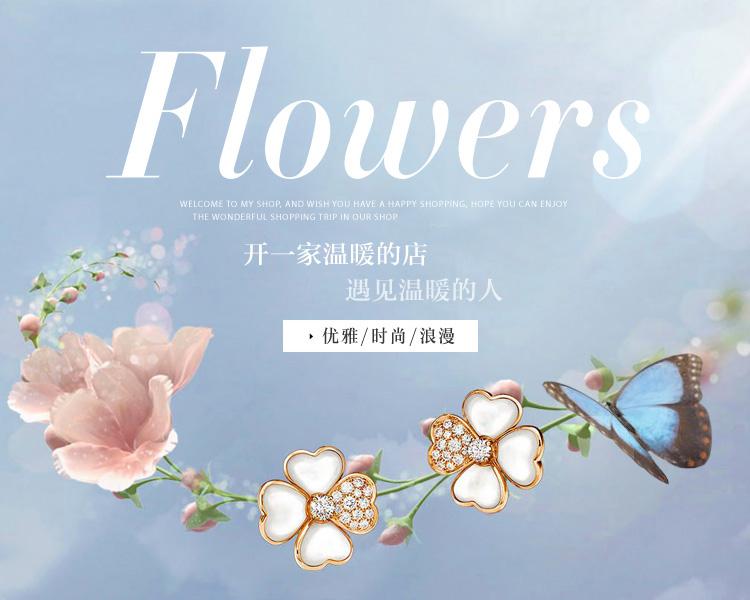 Flowers
WELCOME TO MY SHOP, AND WISH YOU HAVE A HAPPY SHOPPING, HOPE YOU CAN ENJOY
THE WONDERFUL SHOPPING TRIP IN OUR SHOP
开一家温暖的店
遇见温暖的人
优雅/时尚/浪漫